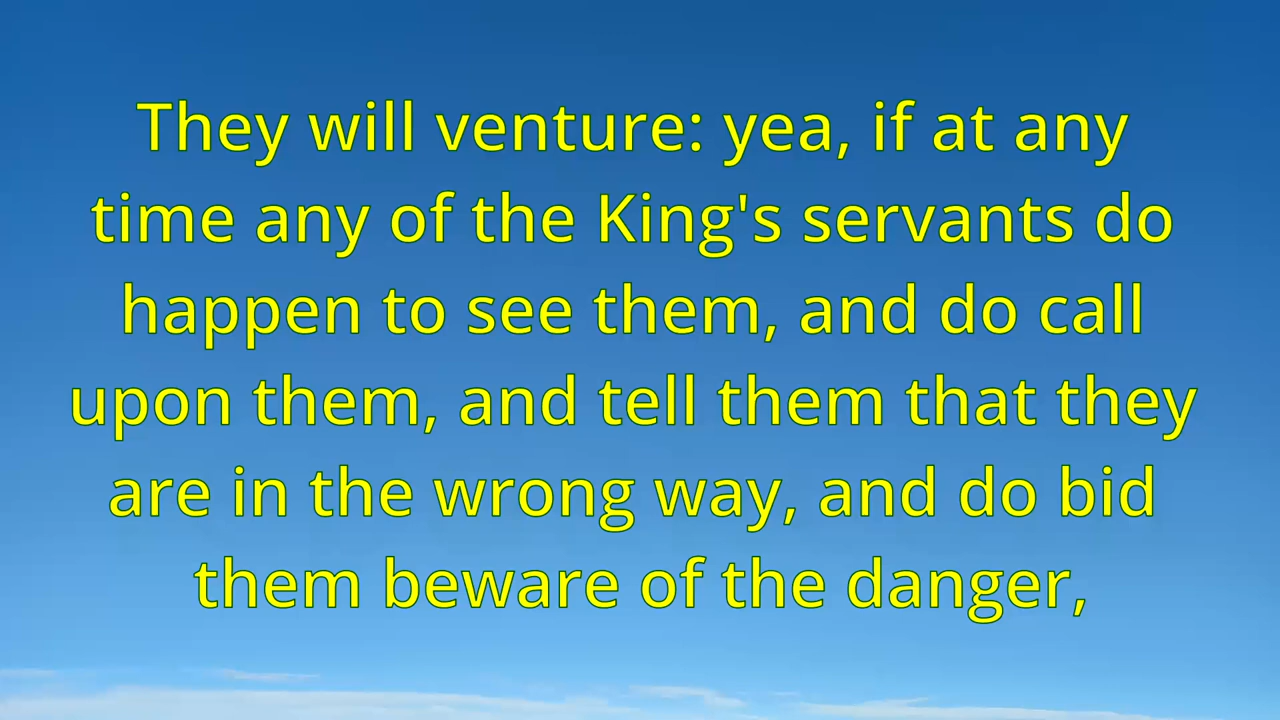 They will venture: yea, if at any
time any of the King's servants do
happen to see them, and do call
upon them, and tell them that they
are in the wrong way, and do bid
them beware of the danger,